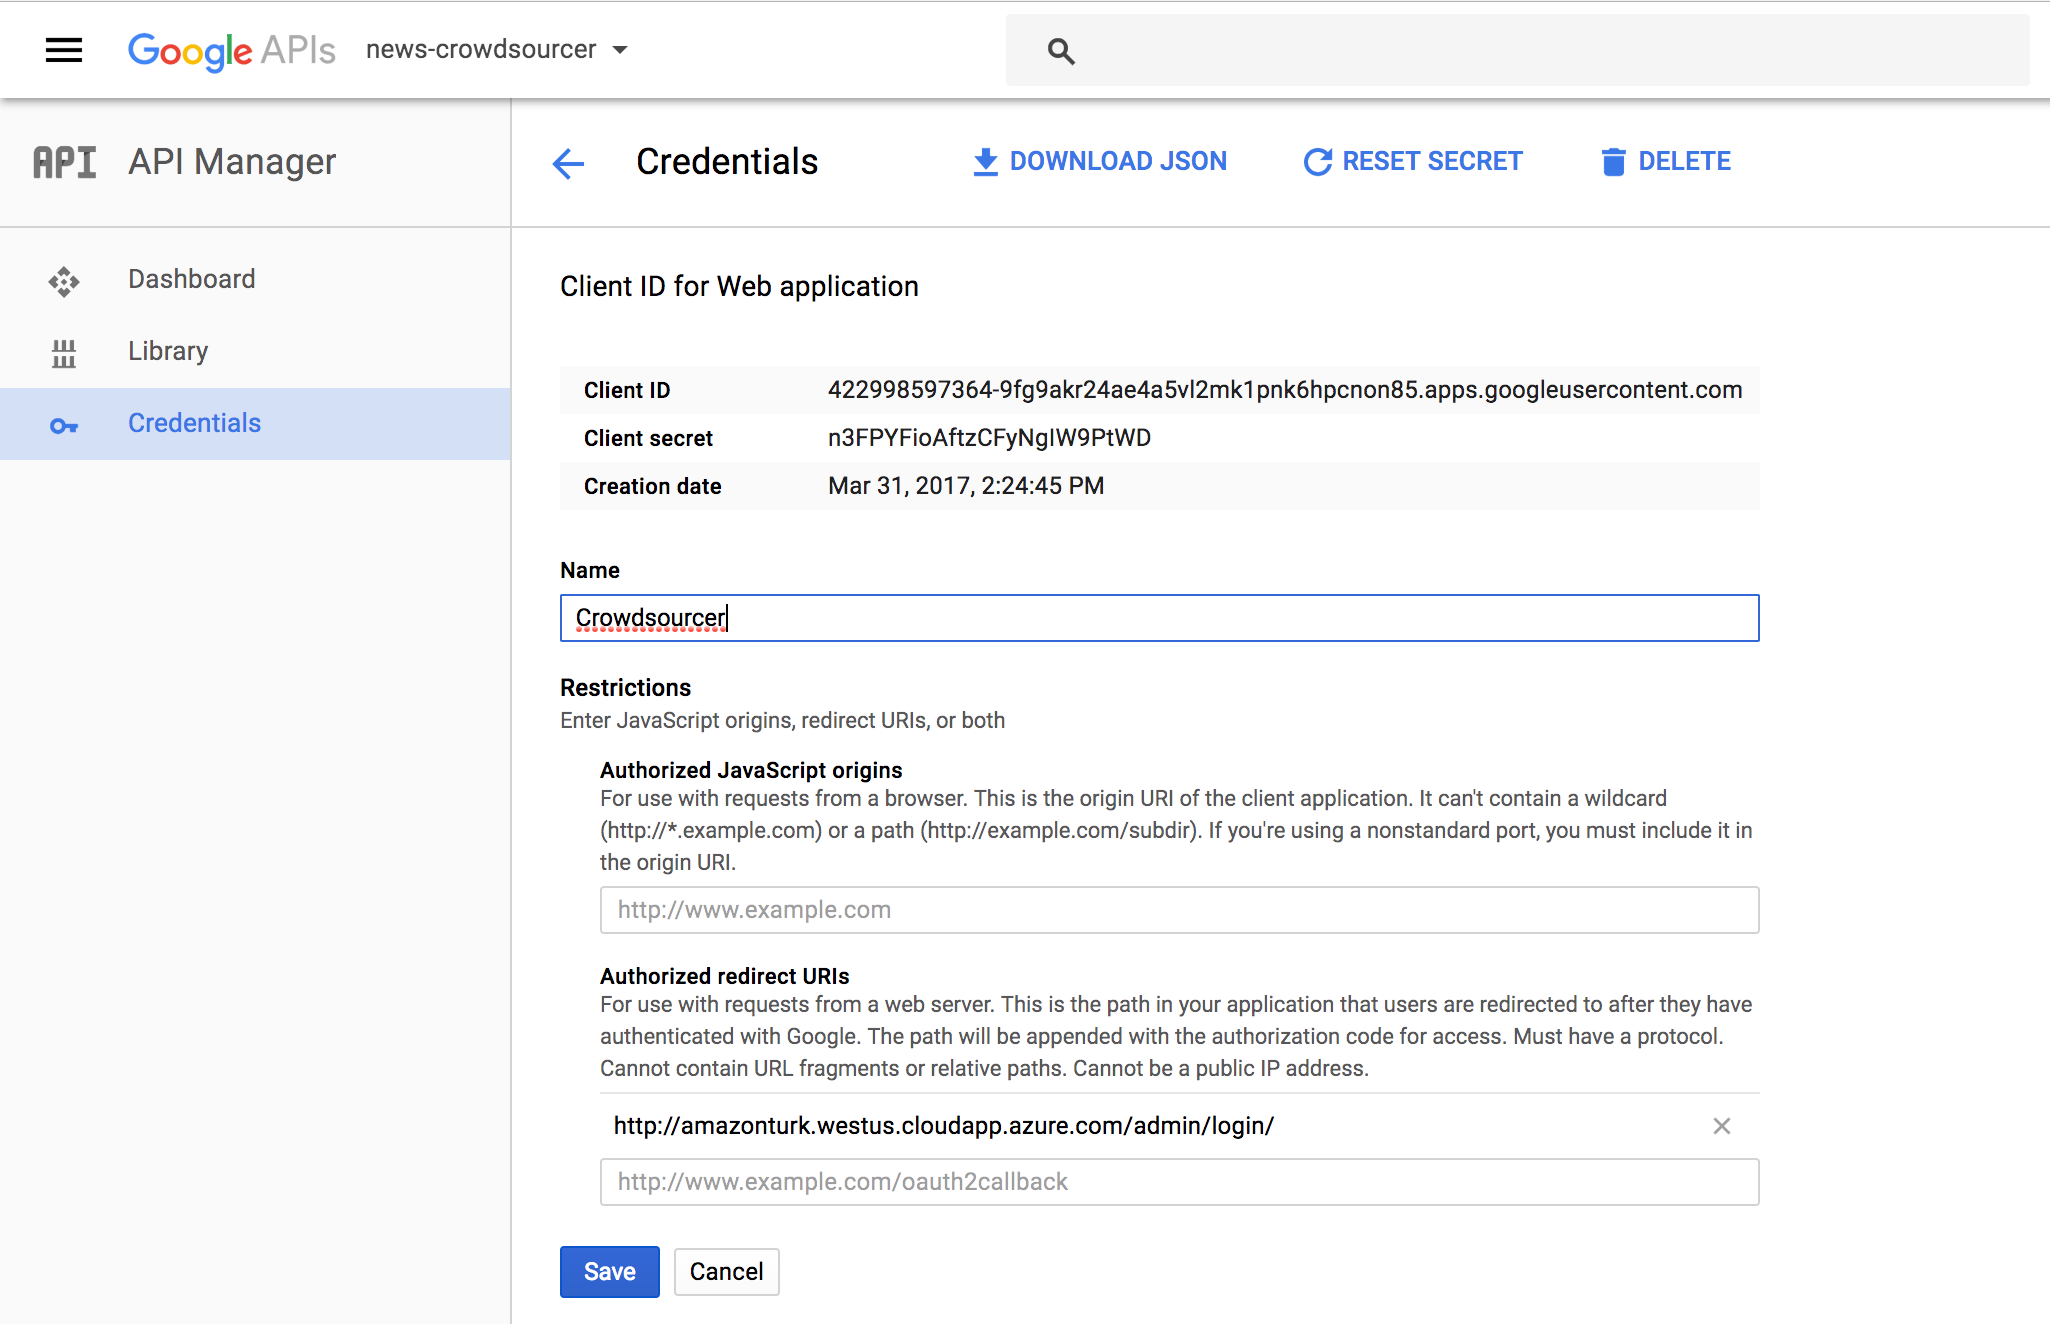 Google APIs news-crowdsourcer
API API Manager
Credentials
DOWNLOAD JSON
RESET SECRET
DELETE
Dashboard
Library
Credentials
Client ID for Web application
Client ID 422998597364-9fg9akr24ae4a5vl2mk1pnk6hpcnon85.apps.googleusercontent.com
Client secret n3FPYFioAftzCFyNgIW9PtWD
Creation date Mar 31, 2017, 2:24:45 PM
Name
Crowdsourcer
Restrictions
Enter JavaScript origins, redirect URIs, or both
Authorized JavaScript origins
For use with requests from a browser. This is the origin URI of the client application. It can't contain a wildcard
(http://*.example.com) or a path (http://example.com/subdir). If you're using a nonstandard port, you must include it in
the origin URI.
http://www.example.com
Authorized redirect URIs
For use with requests from a web server. This is the path in your application that users are redirected to after they have
authenticated with Google. The path will be appended with the authorization code for access. Must have a protocol.
Cannot contain URL fragments or relative paths. Cannot be a public IP address.
http://amazonturk.westus.cloudapp.azure.com/admin/login/
http://www.example.com/oauth2callback
Save Cancel